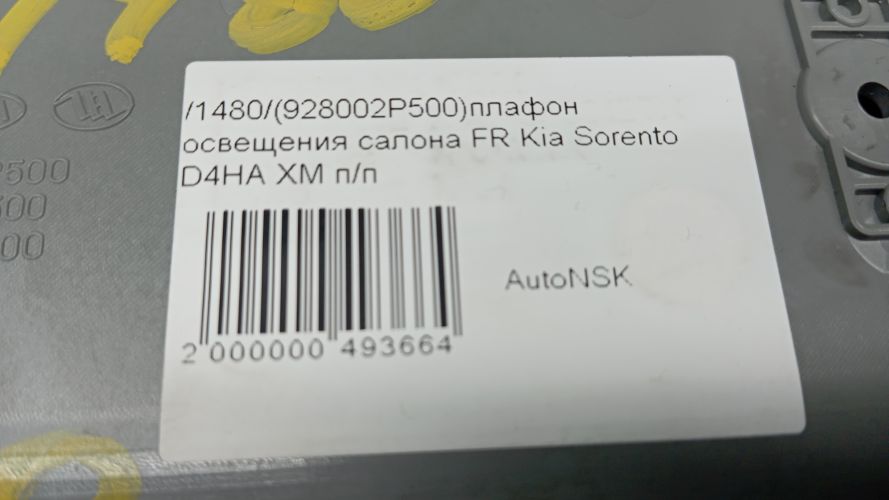 /1480/(928002P500)плафон
освещения салона FR Kia Sorento
D4HA XM п/п
AutoNSK
2 000000 493664